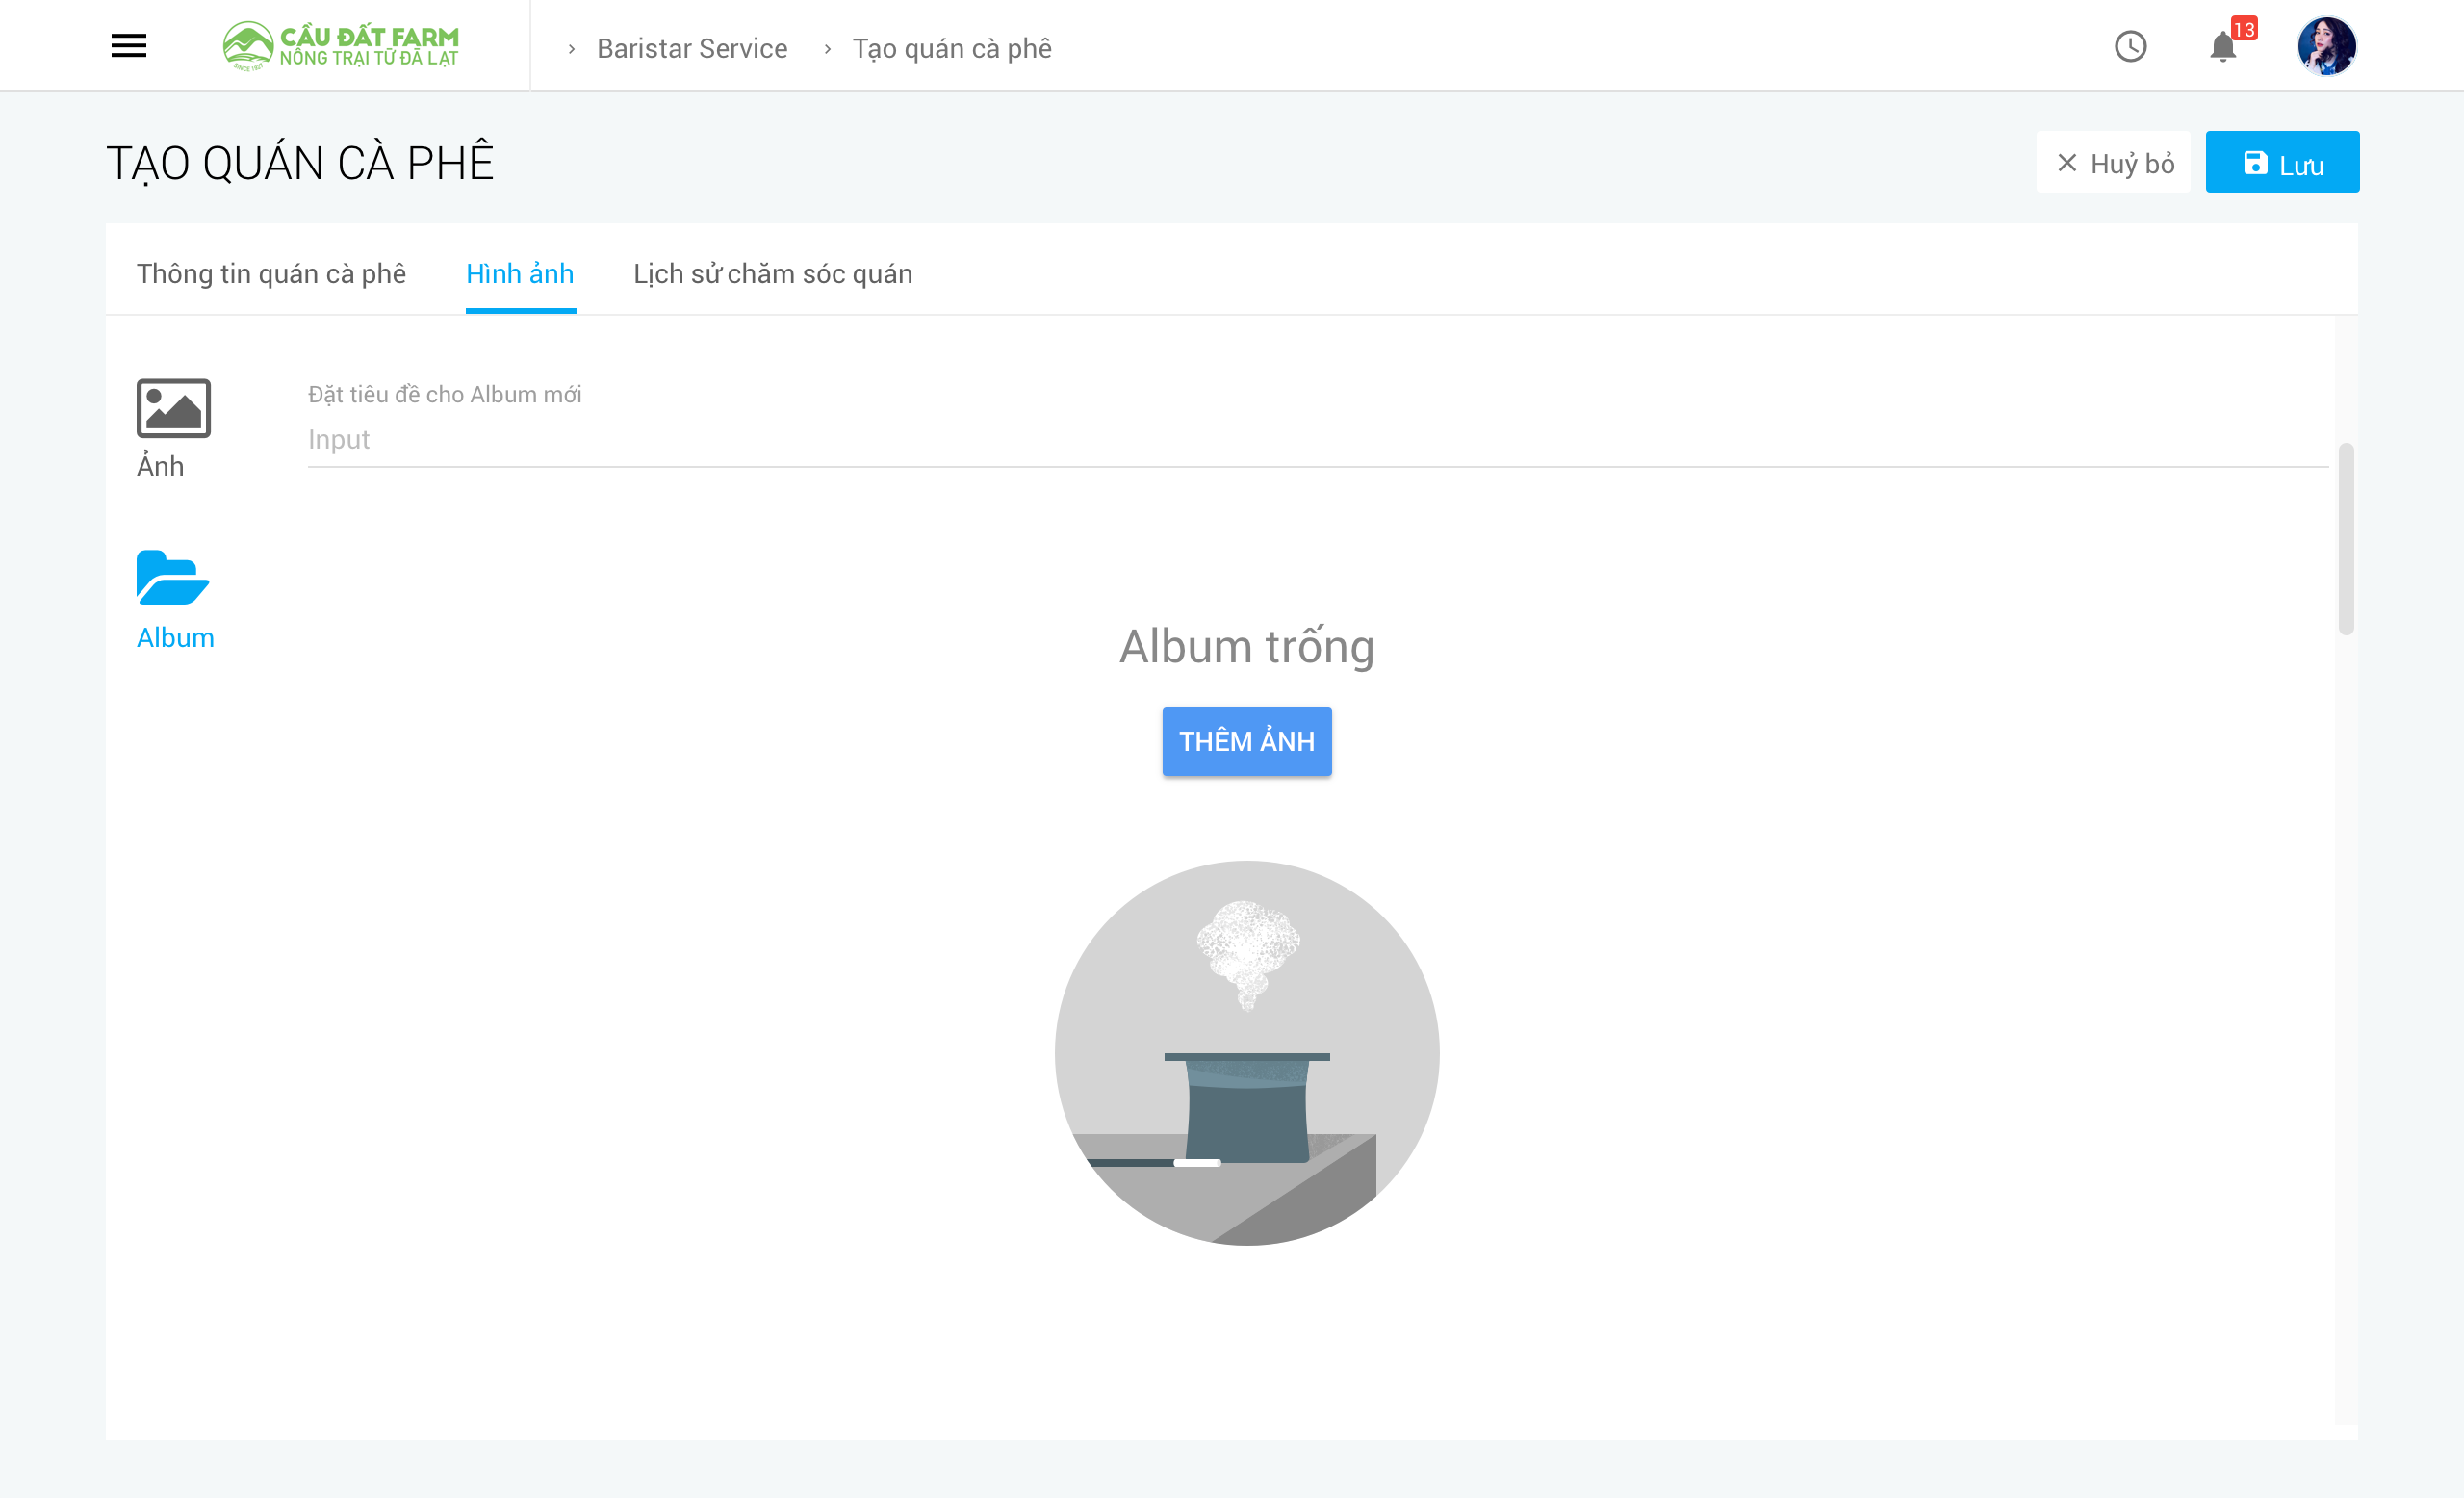 CẦU ĐẤT FARM
NÔNG TRẠI TỪ ĐÀ LẠT
SINCE 1927
› Baristar Service › Tạo quán cà phê
13
TẠO QUÁN CÀ PHÊ
Huỷ bỏ
Lưu
Thông tin quán cà phê
Hình ảnh
Lịch sử chăm sóc quán
Ảnh
Đặt tiêu đề cho Album mới
Input
Album
Album trống
THÊM ẢNH